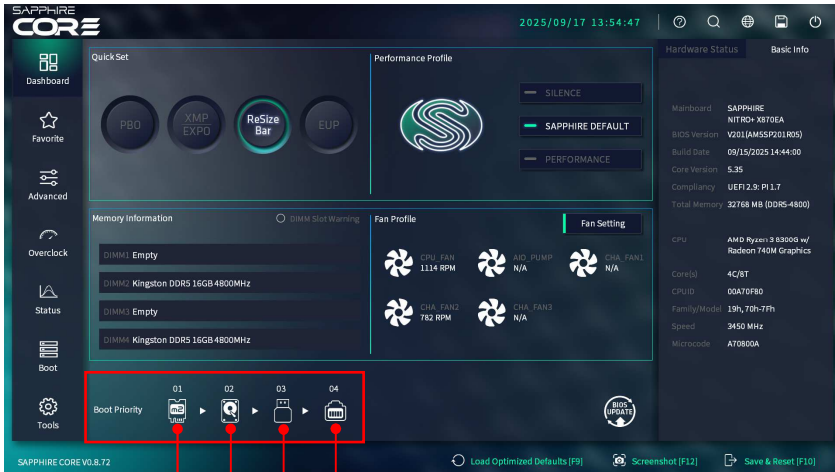 SAPPHIRE
CORE
2025/09/17 13:54:47
Dashboard
Favorite
Advanced
Overclock
Status
Boot
Tools
Quick Set
PBO
XMP
EXPO
ReSize
Bar
EUP
Performance Profile
SILENCE
SAPPHIRE DEFAULT
PERFORMANCE
Memory Information
DIMM Slot Warning
DIMM1 Empty
DIMM2 Kingston DDR5 16GB 4800MHz
DIMM3 Empty
DIMM4 Kingston DDR5 16GB 4800MHz
Fan Profile
Fan Setting
CPU_FAN
1114 RPM
AIO_PUMP
N/A
CHA_FAN1
N/A
CHA_FAN2
782 RPM
CHA_FAN3
N/A
Boot Priority
01
m2
02
03
04
BIOS
UPDATE
Hardware Status
Basic Info
Mainboard SAPPHIRE
NITRO+ X870EA
BIOS Version V201(AM5SP201R05)
Build Date 09/15/2025 14:44:00
Core Version 5.35
Compliancy UEFI 2.9: PI 1.7
Total Memory 32768 MB (DDR5-4800)
CPU AMD Ryzen 3 8300G w/
Radeon 740M Graphics
Core(s) 4C/8T
CPUID 00A70F80
Family/Model 19h, 70h-7Fh
Speed 3450 MHz
Microcode A70800A
SAPPHIRE CORE V0.8.72
Load Optimized Defaults [F9]
Screenshot [F12]
Save & Reset [F10]